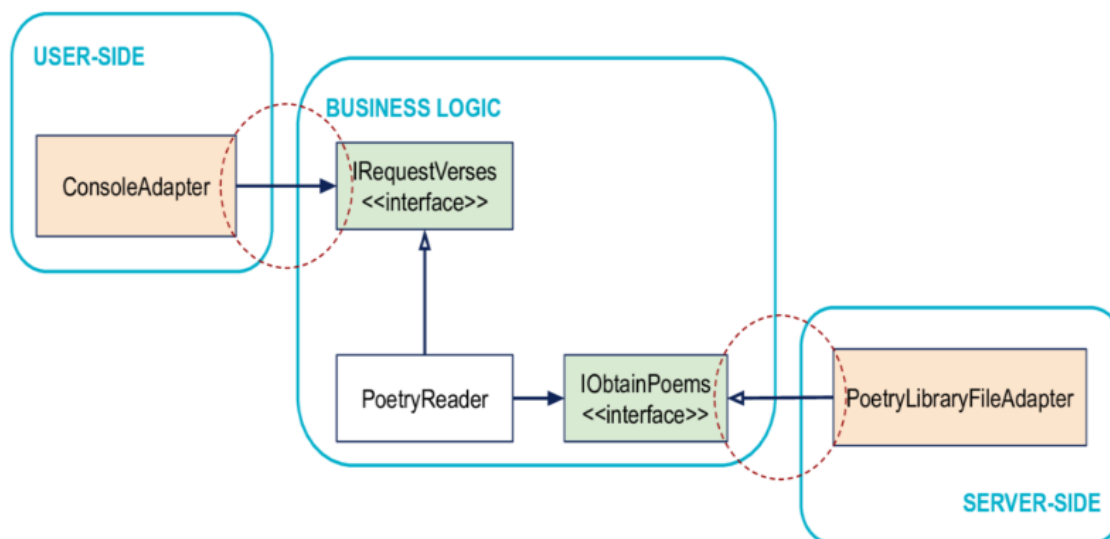 USER-SIDE
ConsoleAdapter
BUSINESS LOGIC
IRequestVerses
<<interface>>
PoetryReader
IObtainPoems
<<interface>>
PoetryLibraryFileAdapter
SERVER-SIDE